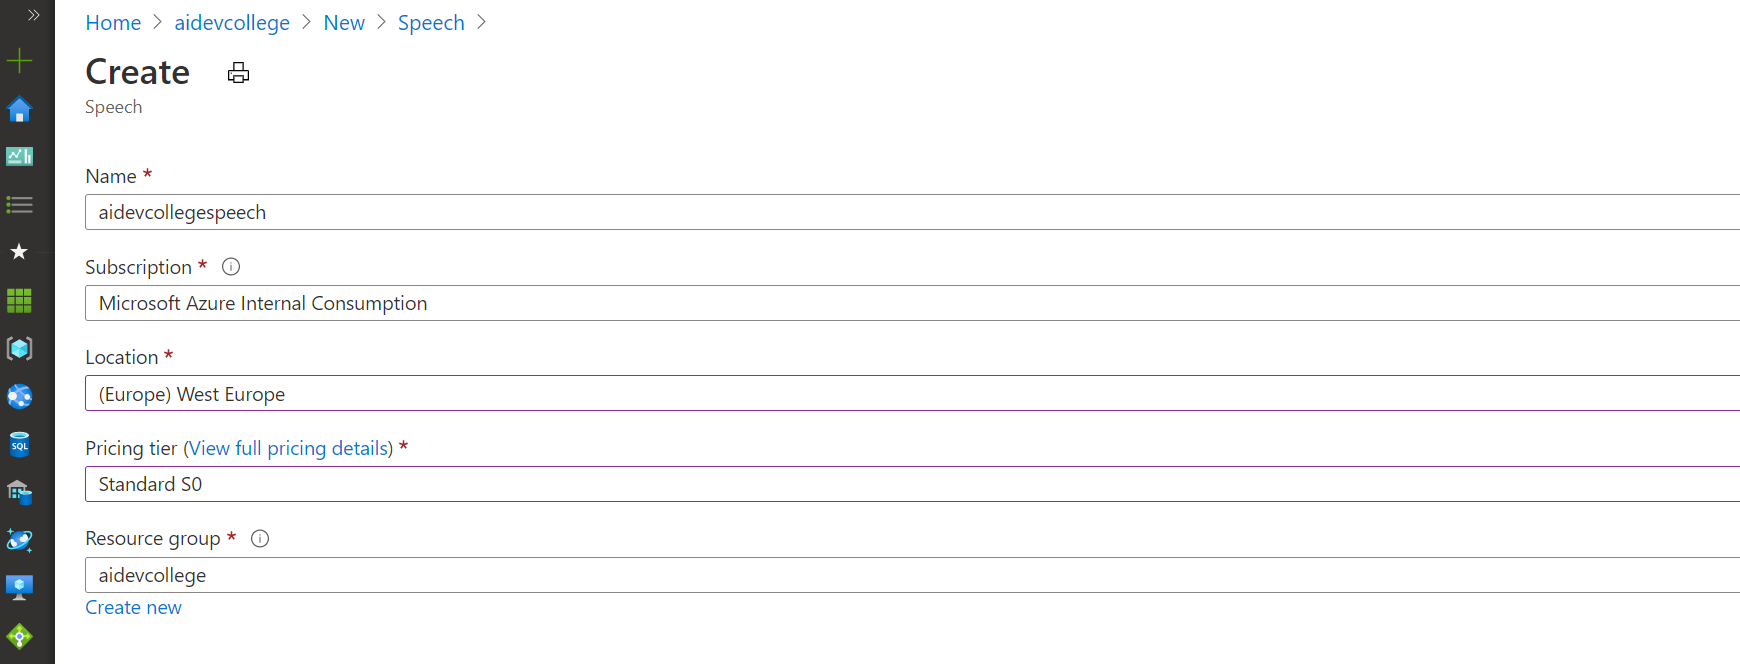 Home > aidevcollege > New > Speech >
Create
Speech
Name *
aidevcollegespeech
Subscription *
Microsoft Azure Internal Consumption
Location *
(Europe) West Europe
Pricing tier (View full pricing details) *
SQL
Standard S0
Resource group *
aidevcollege
Create new